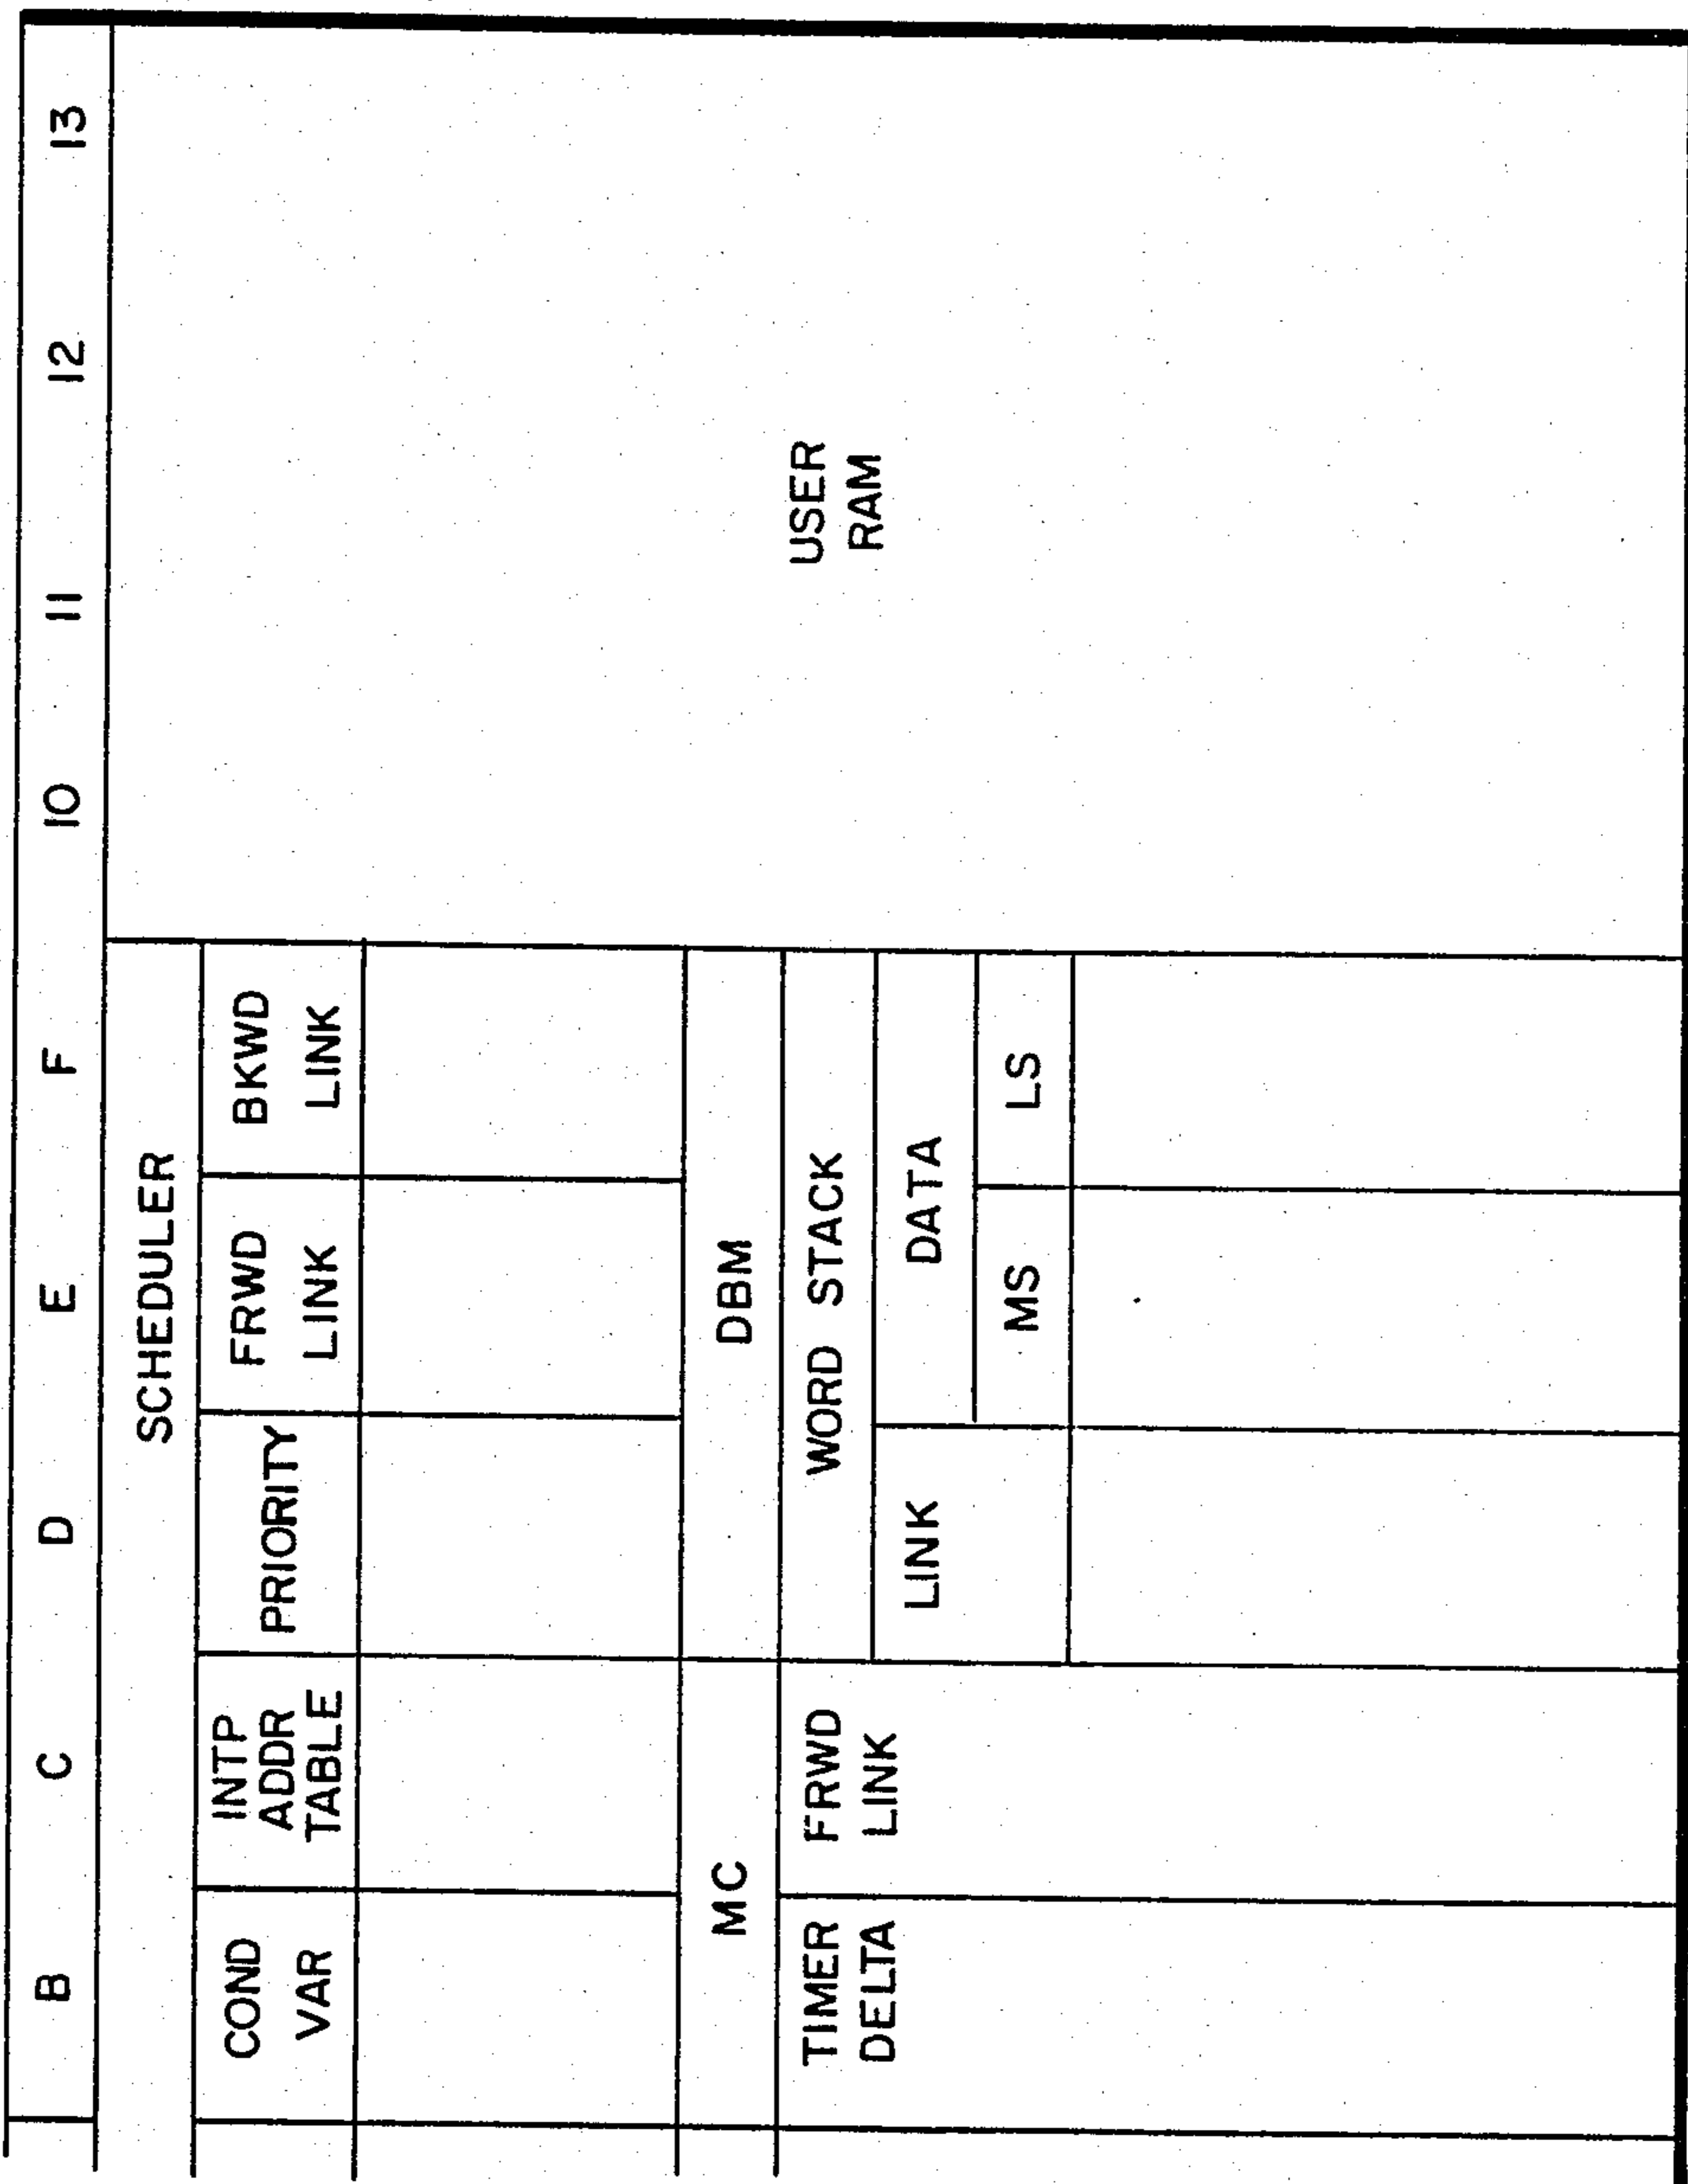 B C D E F 10 11 12 13
SCHEDULER
COND
VAR
INTP
ADDR
TABLE
PRIORITY
FRWD
LINK
BKWD
LINK
USER
RAM
MC
DBM
TIMER
DELTA
FRWD
LINK
WORD STACK
LINK
DATA
MS
LS